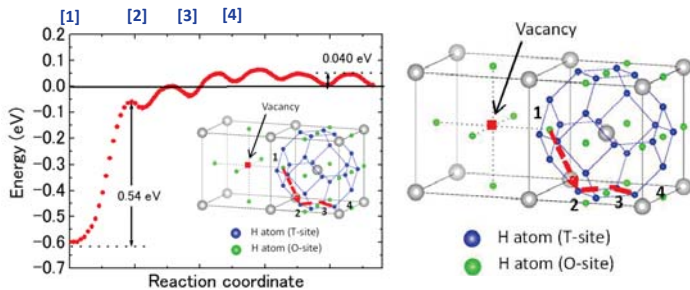 [1] [2] [3] [4]
0.2
0.1
0.0
−0.1
−0.2
−0.3
−0.4
−0.5
−0.6
−0.7
Energy (eV)
Reaction coordinate
0.040 eV
0.54 eV
Vacancy
1
2 3 4
H atom (T-site)
H atom (O-site)
Vacancy
1
2 3 4
H atom (T-site)
H atom (O-site)